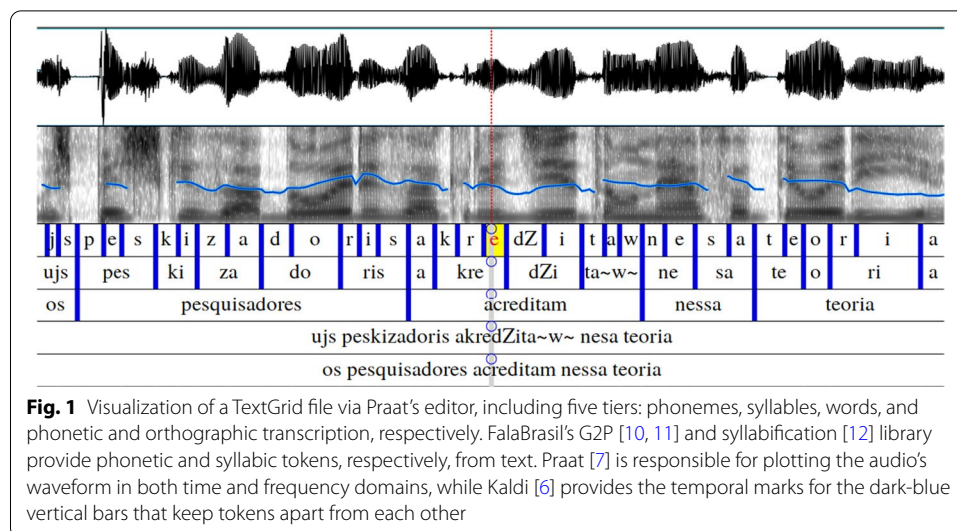 j s p e s k i z a d o r i s a k r e dZ i t a w n e s a t e o r i a
ujs pes ki za do ris a kre dZi ta~w~ ne sa te o ri a
os pesquisadores acreditam nessa teoria
ujs peskizadoris akredZita~w~ nesa teoria
os pesquisadores acreditam nessa teoria
Fig. 1 Visualization of a TextGrid file via Praat’s editor, including five tiers: phonemes, syllables, words, and
phonetic and orthographic transcription, respectively. FalaBrasil’s G2P [10, 11] and syllabification [12] library
provide phonetic and syllabic tokens, respectively, from text. Praat [7] is responsible for plotting the audio’s
waveform in both time and frequency domains, while Kaldi [6] provides the temporal marks for the dark-blue
vertical bars that keep tokens apart from each other